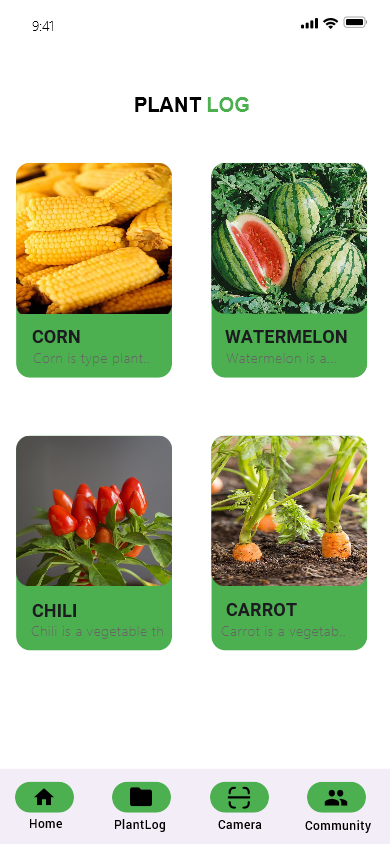 9:41
PLANT LOG
CORN
Corn is type plant..
WATERMELON
Watermelon is a...
CHILI
Chili is a vegetable th
CARROT
Carrot is a vegetab..
Home
PlantLog
Camera
Community